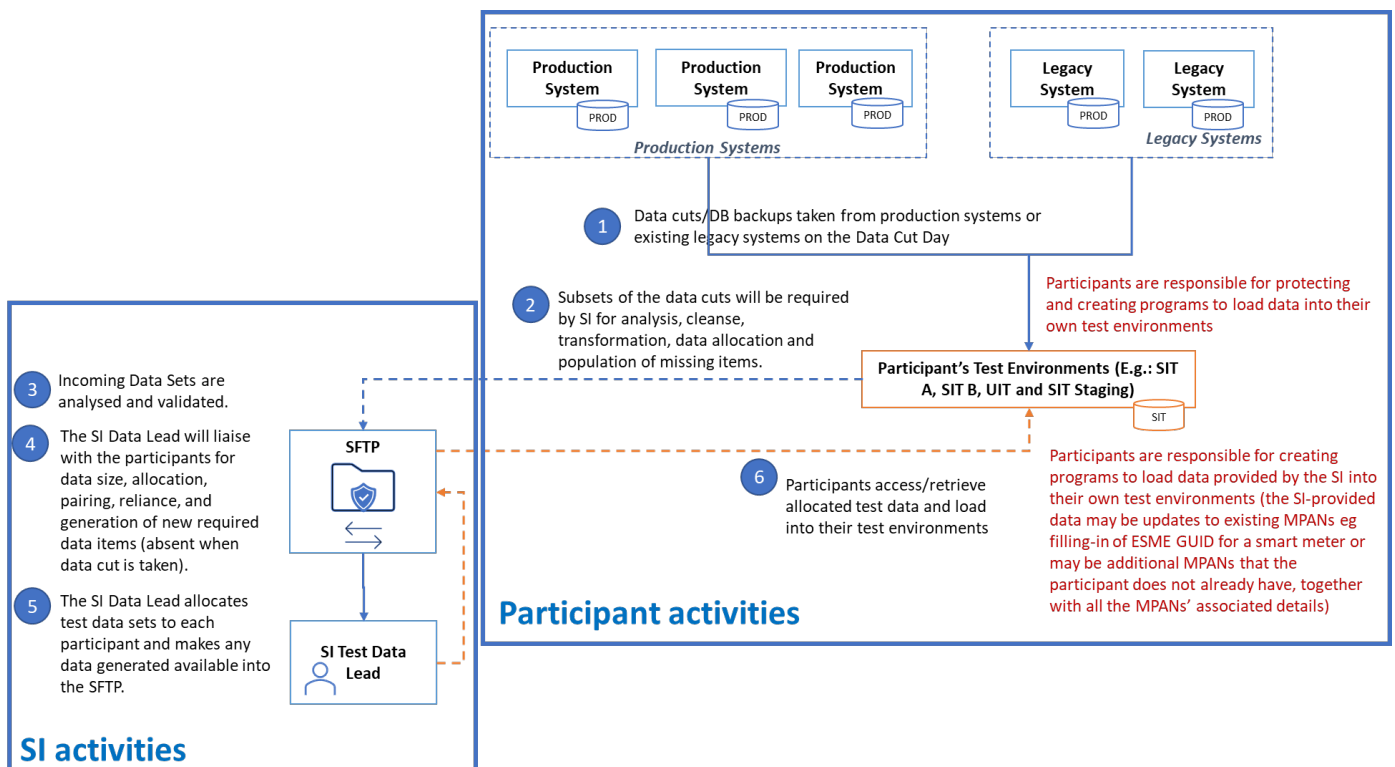 Production
System
PROD
Production
System
PROD
Production
System
PROD
Production Systems
Legacy
System
PROD
Legacy
System
PROD
Legacy Systems
1
Data cuts/DB backups taken from production systems or
existing legacy systems on the Data Cut Day
2
Subsets of the data cuts will be required
by SI for analysis, cleanse,
transformation, data allocation and
population of missing items.
Participants are responsible for protecting
and creating programs to load data into their
own test environments
Participant's Test Environments (E.g.: SIT
A, SIT B, UIT and SIT Staging)
SIT
3
Incoming Data Sets are
analysed and validated.
4
The SI Data Lead will liaise
with the participants for
data size, allocation,
pairing, reliance, and
generation of new required
data items (absent when
data cut is taken).
5
The SI Data Lead allocates
test data sets to each
participant and makes any
data generated available into
the SFTP.
SFTP
SI Test Data
Lead
6
Participants access/retrieve
allocated test data and load
into their test environments
Participants are responsible for creating
programs to load data provided by the SI into
their own test environments (the SI-provided
data may be updates to existing MPANs eg
filling-in of ESME GUID for a smart meter or
may be additional MPANs that the
participant does not already have, together
with all the MPANs' associated details)
Participant activities
SI activities